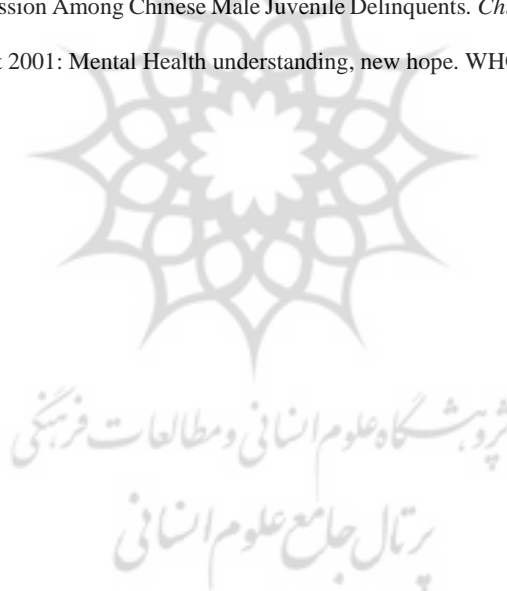 ssion Among Chinese Male Juvenile Delinquents. Ch
t 2001: Mental Health understanding, new hope. WHO
پژوهشگاه علوم انسانی و مطالعات فرهنگی
پرتال جامع علوم انسانی